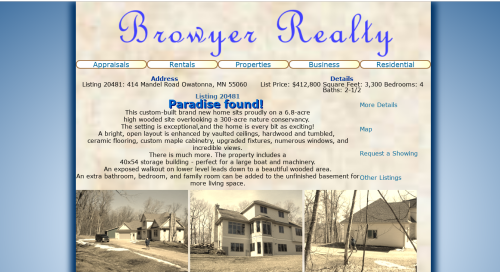 Browyer Realty
Appraisals Rentals Properties Business Residential
Address
Listing 20481: 414 Mandel Road Owatonna, MN 55060
Details
List Price: $412,800 Square Feet: 3,300 Bedrooms: 4
Baths: 2-1/2
Listing 20481
Paradise found!
This custom-built brand new home sits proudly on a 6.8-acre
high wooded site overlooking a 300-acre nature conservancy.
The setting is exceptional,and the home is every bit as exciting!
A bright, open layout is enhanced by vaulted ceilings, hardwood and tumbled,
ceramic flooring, custom maple cabinetry, upgraded fixtures, numerous windows, and
incredible views.
There is much more. The property includes a
40x54 storage building - perfect for a large boat and machinery.
An exposed walkout on lower level leads down to a beautiful wooded area.
An extra bathroom, bedroom, and family room can be added to the unfinished basement for
more living space.
More Details
Map
Request a Showing
Other Listings